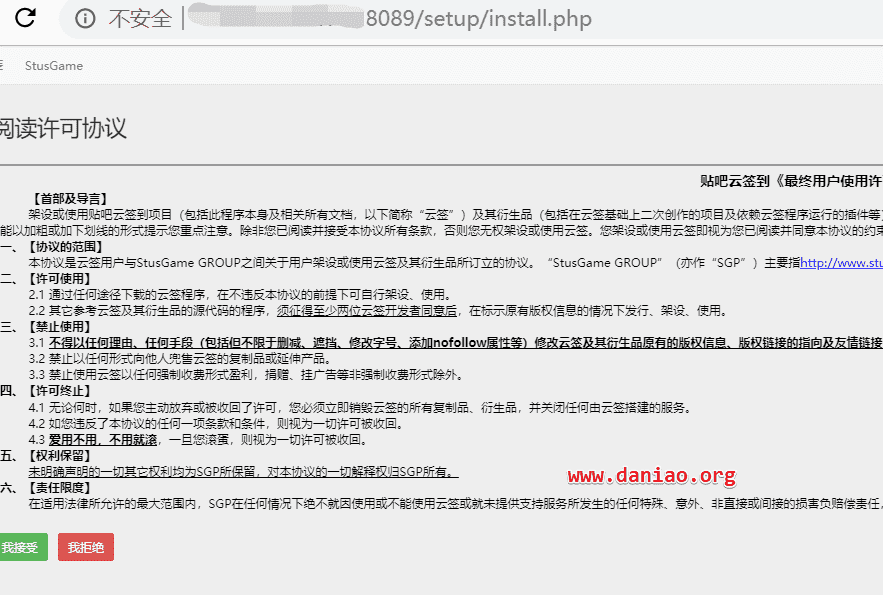 不安全 8089/setup/install.php
StusGame
阅读许可协议
贴吧云签到《最终用户使用许
【首部及导言】
架设或使用贴吧云签到项目（包括此程序本身及相关所有文档，以下简称“云签”）及其衍生品（包括在云签基础上二次创作的项目及依赖云签程序运行的插件等）
能以加粗或加下划线的形式提示您重点注意。除非您已阅读并接受本协议所有条款，否则您无权架设或使用云签。您架设或使用云签即视为您已阅读并同意本协议的约束
一、【协议的范围】
本协议是云签用户与StusGame GROUP之间关于用户架设或使用云签及其衍生品所订立的协议。“StusGame GROUP”（亦作“SGP”）主要指http://www.stu
二、【许可使用】
2.1 通过任何途径下载的云签程序，在不违反本协议的前提下可自行架设、使用。
2.2 其它参考云签及其衍生品的源代码的程序，须征得至少两位云签开发者同意后，在标示原有版权信息的情况下发行、架设、使用。
三、【禁止使用】
3.1 不得以任何理由、任何手段（包括但不限于删减、遮挡、修改字号、添加nofollow属性等）修改云签及其衍生品原有的版权信息、版权链接的指向及友情链接
3.2 禁止以任何形式向他人兜售云签的复制品或延伸产品。
3.3 禁止使用云签以任何强制收费形式盈利，捐赠、挂广告等非强制收费形式除外。
四、【许可终止】
4.1 无论何时，如果您主动放弃或被收回了许可，您必须立即销毁云签的所有复制品、衍生品，并关闭任何由云签搭建的服务。
4.2 如您违反了本协议的任何一项条款和条件，则视为一切许可被收回。
4.3 爱用不用，不用就滚，一旦您滚蛋，则视为一切许可被收回。
五、【权利保留】
未明确声明的一切其它权利均为SGP所保留，对本协议的一切解释权归SGP所有。
www.daniao.org
六、【责任限度】
在适用法律所允许的最大范围内，SGP在任何情况下绝不就因使用或不能使用云签或就未提供支持服务所发生的任何特殊、意外、非直接或间接的损害负赔偿责任，
我接受 我拒绝